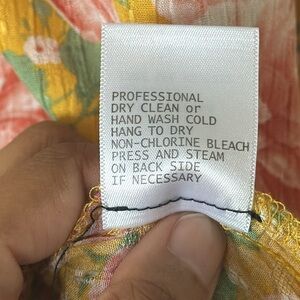 PROFESSIONAL
DRY CLEAN or
HAND WASH COLD
HANG TO DRY
NON-CHLORINE BLEACH
PRESS AND STEAM
ON BACK SIDE
IF NECESSARY